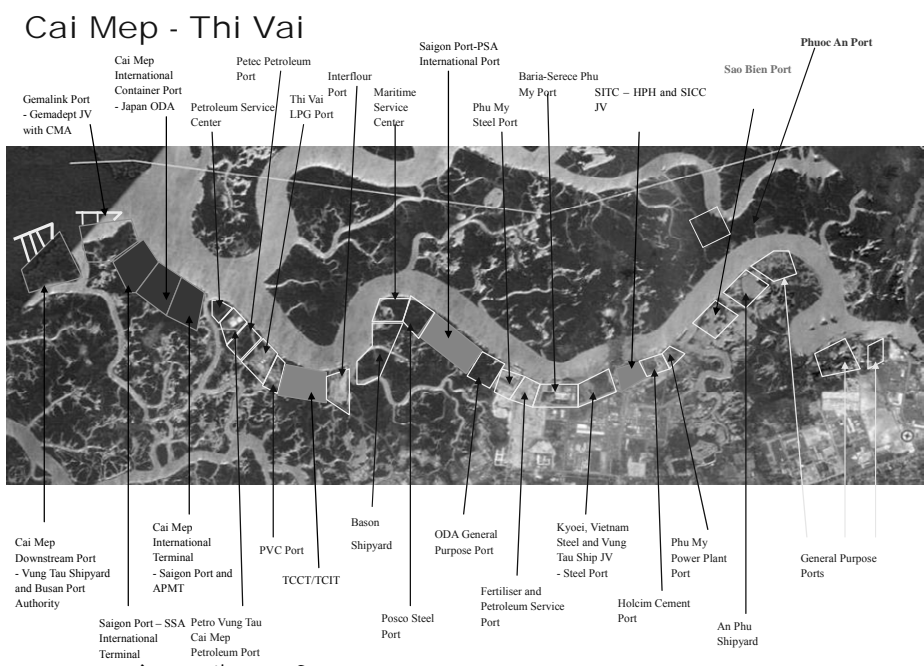 Cai Mep - Thi Vai
Gemalink Port
- Gemadept JV
with CMA
Cai Mep
International
Container Port
- Japan ODA
Petroleum Service
Center
Petec Petroleum
Port
Thi Vai
LPG Port
Interflour
Port
Maritime
Service
Center
Saigon Port-PSA
International Port
Phu My
Steel Port
Baria-Serece Phu
My Port
SITC – HPH and SICC
JV
Sao Bien Port
Phuoc An Port
Cai Mep
Downstream Port
- Vung Tau Shipyard
and Busan Port
Authority
Saigon Port – SSA
International
Terminal
Cai Mep
International
Terminal
- Saigon Port and
APMT
Petro Vung Tau
Cai Mep
Petroleum Port
PVC Port
TCCT/TCIT
Bason
Shipyard
Posco Steel
Port
ODA General
Purpose Port
Fertiliser and
Petroleum Service
Port
Kyoei, Vietnam
Steel and Vung
Tau Ship JV
- Steel Port
Holcim Cement
Port
Phu My
Power Plant
Port
An Phu
Shipyard
General Purpose
Ports